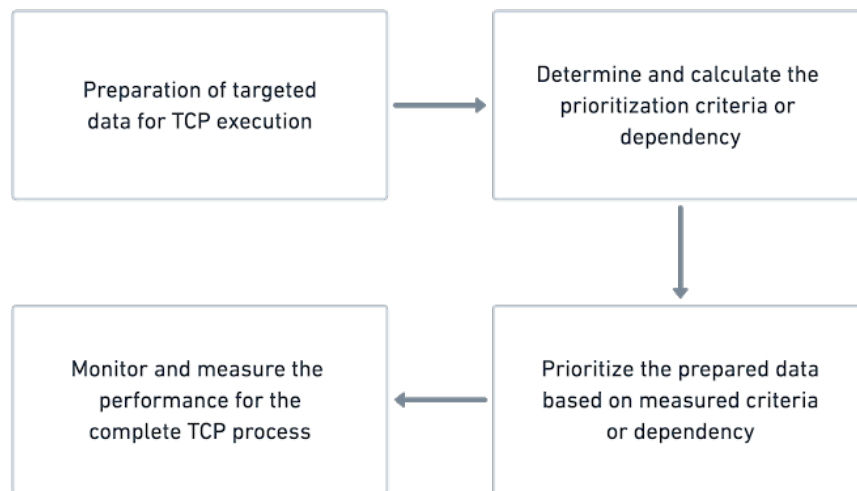 Preparation of targeted
data for TCP execution
Determine and calculate the
prioritization criteria or
dependency
Prioritize the prepared data
based on measured criteria
or dependency
Monitor and measure the
performance for the
complete TCP process